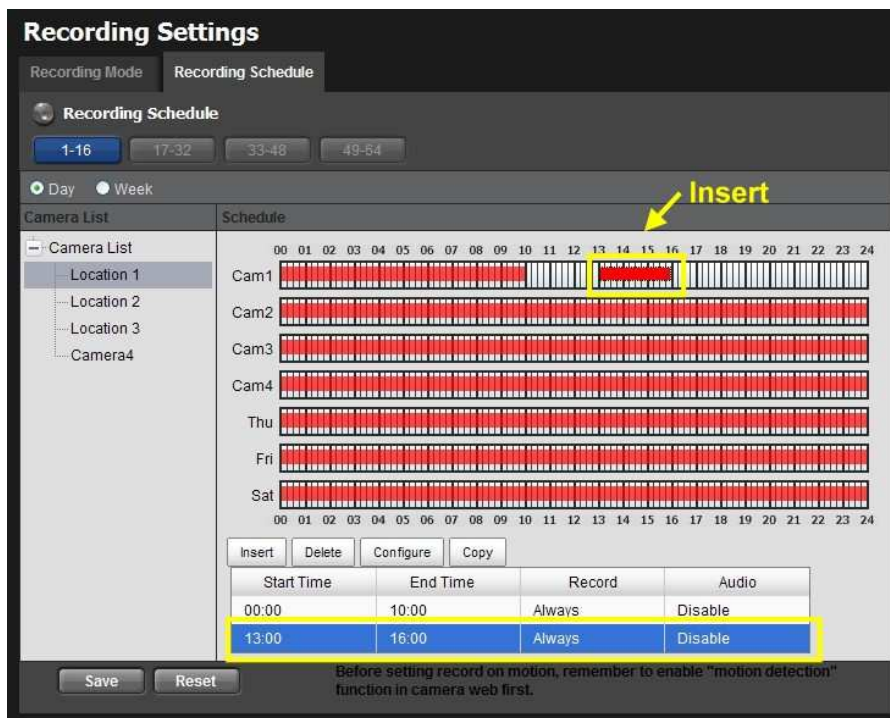 Recording Settings
Recording Mode Recording Schedule
Recording Schedule
1-16 17-32 33-48 49-64
Day Week
Insert
Camera List Schedule
Camera List
Location 1
Location 2
Location 3
Camera4
00 01 02 03 04 05 06 07 08 09 10 11 12 13 14 15 16 17 18 19 20 21 22 23 24
Cam1
Cam2
Cam3
Cam4
Thu
Fri
Sat
00 01 02 03 04 05 06 07 08 09 10 11 12 13 14 15 16 17 18 19 20 21 22 23 24
Insert Delete Configure Copy
Start Time End Time Record Audio
00:00 10:00 Always Disable
13:00 16:00 Always Disable
Save Reset
Before setting record on motion, remember to enable "motion detection"
function in camera web first.